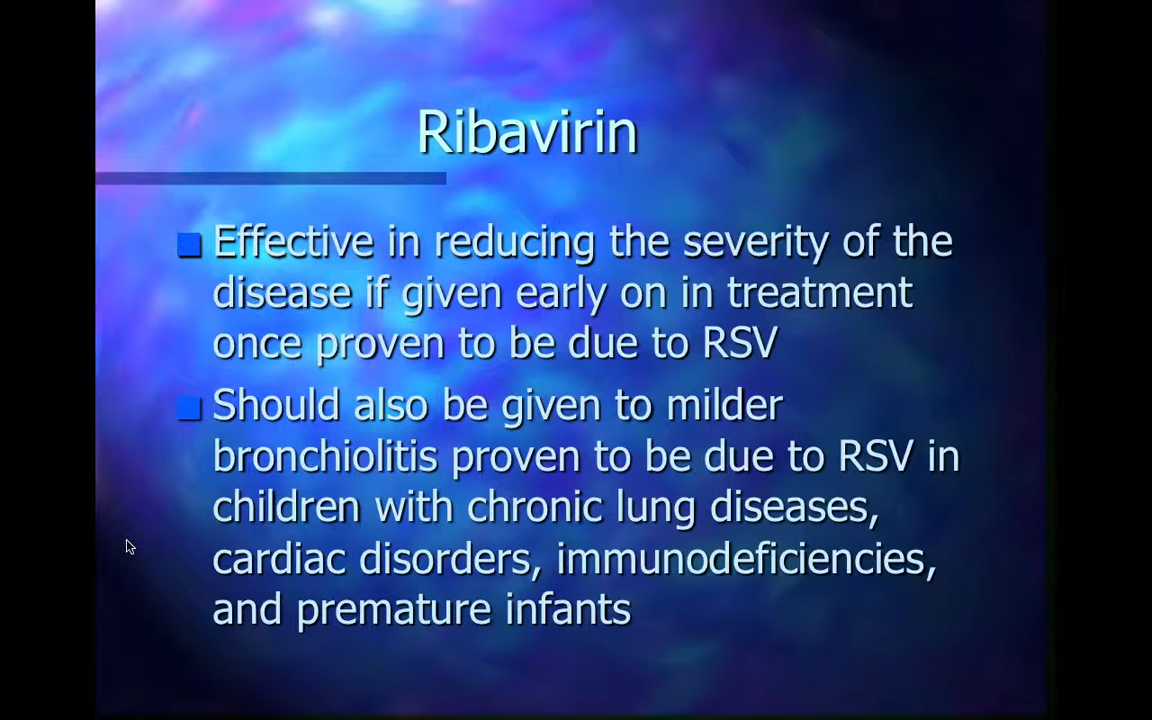 Ribavirin
Effective in reducing the severity of the
disease if given early on in treatment
once proven to be due to RSV
Should also be given to milder
bronchiolitis proven to be due to RSV in
children with chronic lung diseases,
cardiac disorders, immunodeficiencies,
and premature infants